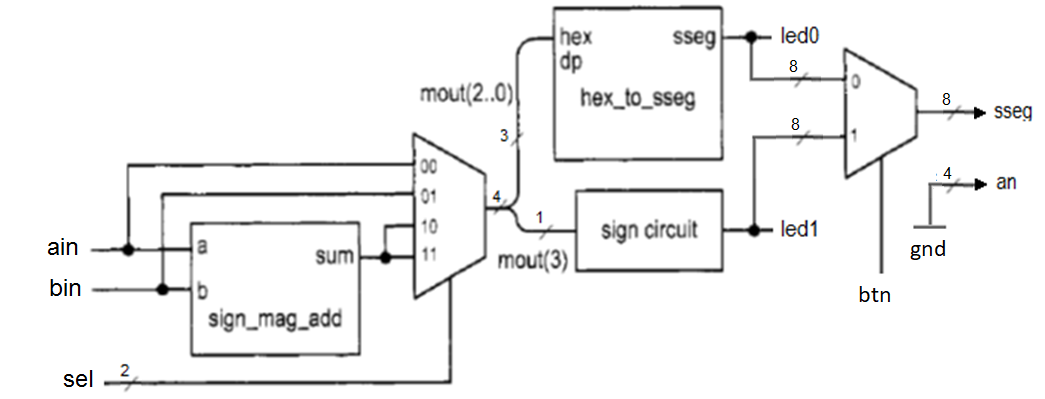 hex sseg
dp
hex_to_sseg
led0
8
0
mout(2..0)
3
8
1
8
sseg
4
an
gnd
btn
00
01
10
11
4
1
mout(3)
sign circuit
led1
ain
bin
a
b
sum
sign_mag_add
sel
2